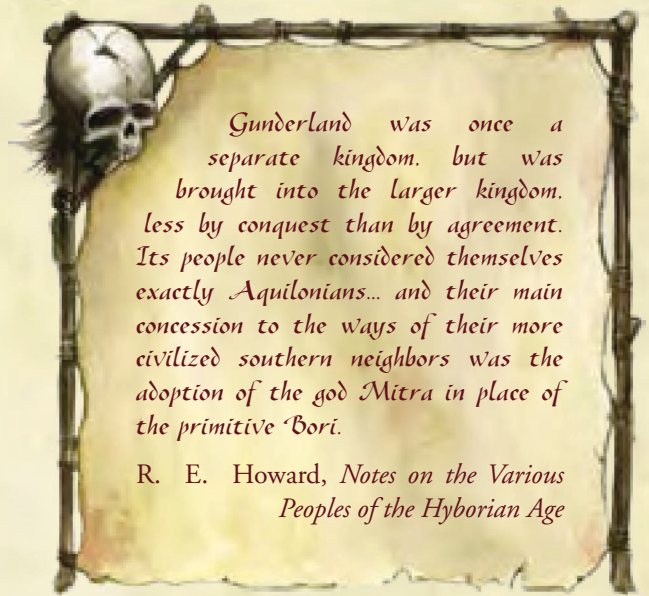 Gunderland was once a
separate kingdom, but was
brought into the larger kingdom,
less by conquest than by agreement.
Its people never considered themselves
exactly Aquilonians... and their main
concession to the ways of their more
civilized southern neighbors was the
adoption of the god Mitra in place of
the primitive Bori.
R. E. Howard, Notes on the Various
Peoples of the Hyborian Age